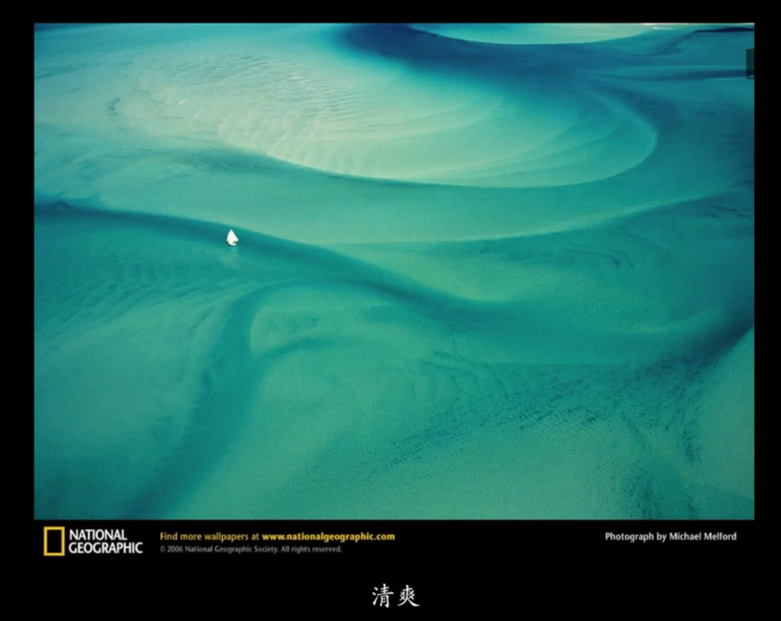 NATIONAL
GEOGRAPHIC
Find more wallpapers at www.nationalgeographic.com
© 2006 National Geographic Society. All rights reserved.
Photograph by Michael Melford
清爽